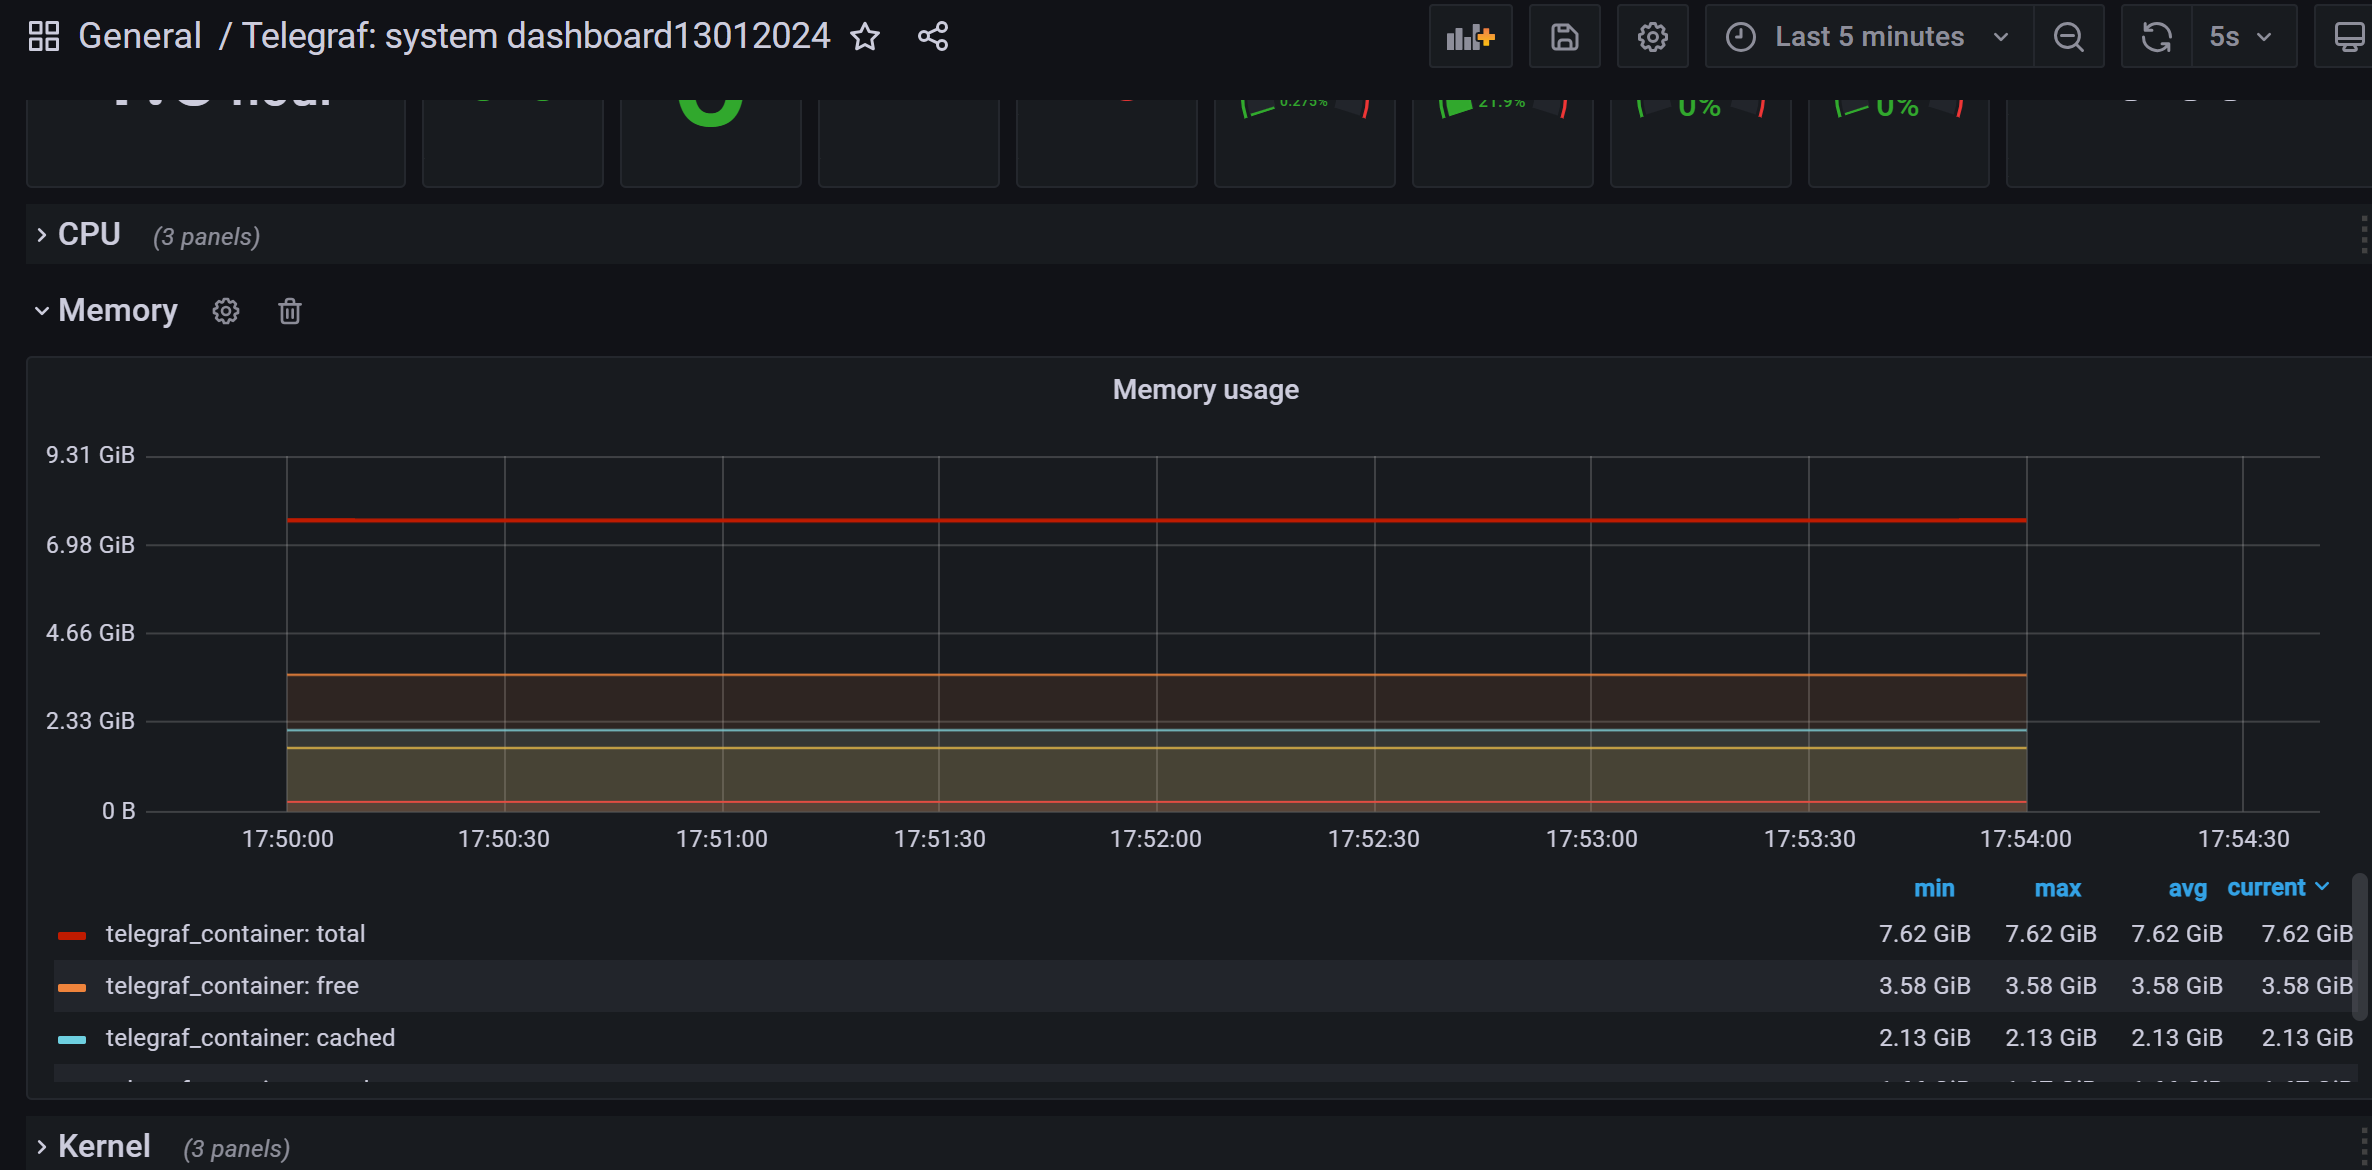 General / Telegraf: system dashboard13012024
Last 5 minutes
5s
0.275%
21.9%
0%
0%
CPU (3 panels)
Memory
Memory usage
9.31 GiB
6.98 GiB
4.66 GiB
2.33 GiB
0 B
17:50:00 17:50:30 17:51:00 17:51:30 17:52:00 17:52:30 17:53:00 17:53:30 17:54:00 17:54:30
min max avg current
telegraf_container: total 7.62 GiB 7.62 GiB 7.62 GiB 7.62 GiB
telegraf_container: free 3.58 GiB 3.58 GiB 3.58 GiB 3.58 GiB
telegraf_container: cached 2.13 GiB 2.13 GiB 2.13 GiB 2.13 GiB
Kernel (3 panels)